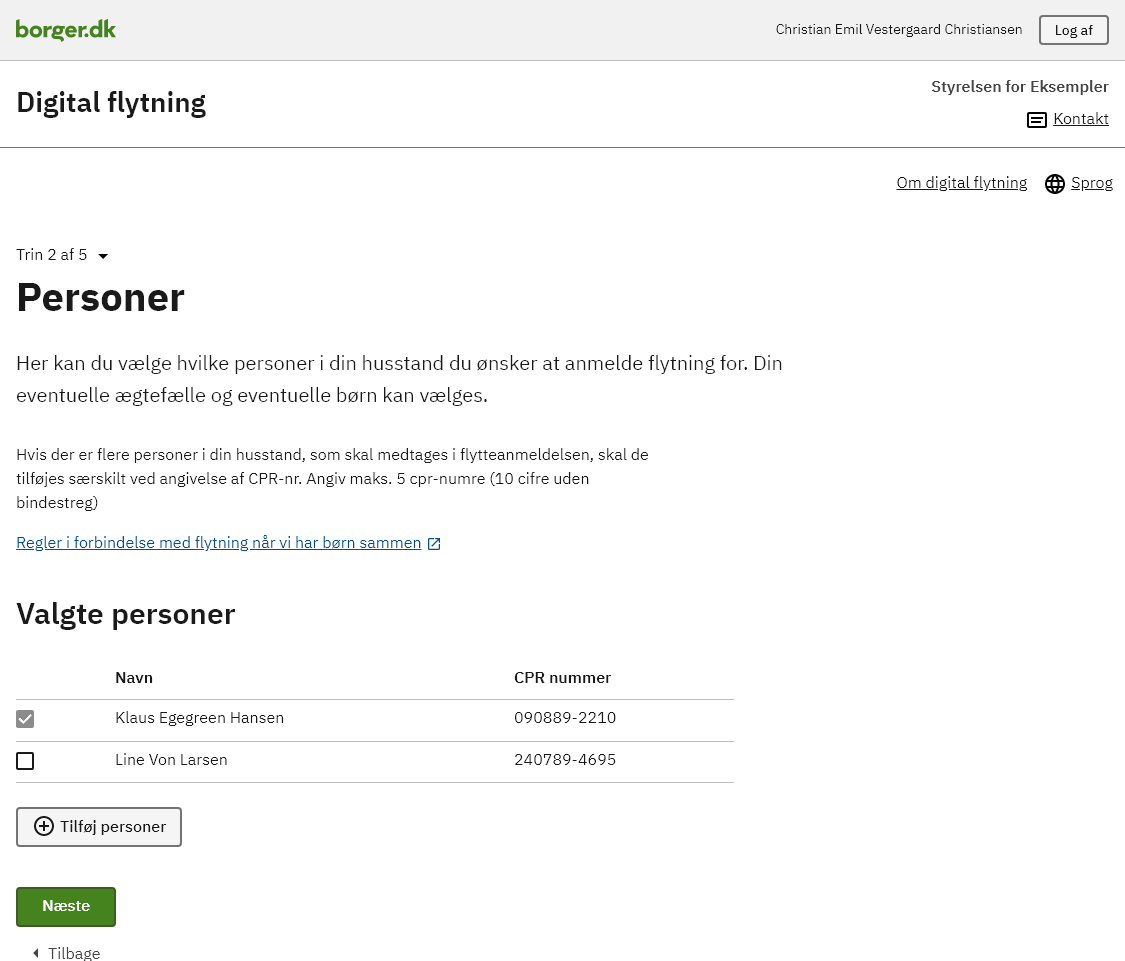 borger.dk
Christian Emil Vestergaard Christiansen
Log af
Digital flytning
Styrelsen for Eksempler
Kontakt
Om digital flytning
Sprog
Trin 2 af 5
Personer
Her kan du vælge hvilke personer i din husstand du ønsker at anmelde flytning for. Din
eventuelle ægtefælle og eventuelle børn kan vælges.
Hvis der er flere personer i din husstand, som skal medtages i flytteanmeldelsen, skal de
tilføjes særskilt ved angivelse af CPR-nr. Angiv maks. 5 cpr-numre (10 cifre uden
bindestreg)
Regler i forbindelse med flytning når vi har børn sammen
Valgte personer
Navn CPR nummer
Klaus Egegreen Hansen 090889-2210
Line Von Larsen 240789-4695
Tilføj personer
Næste
Tilbage